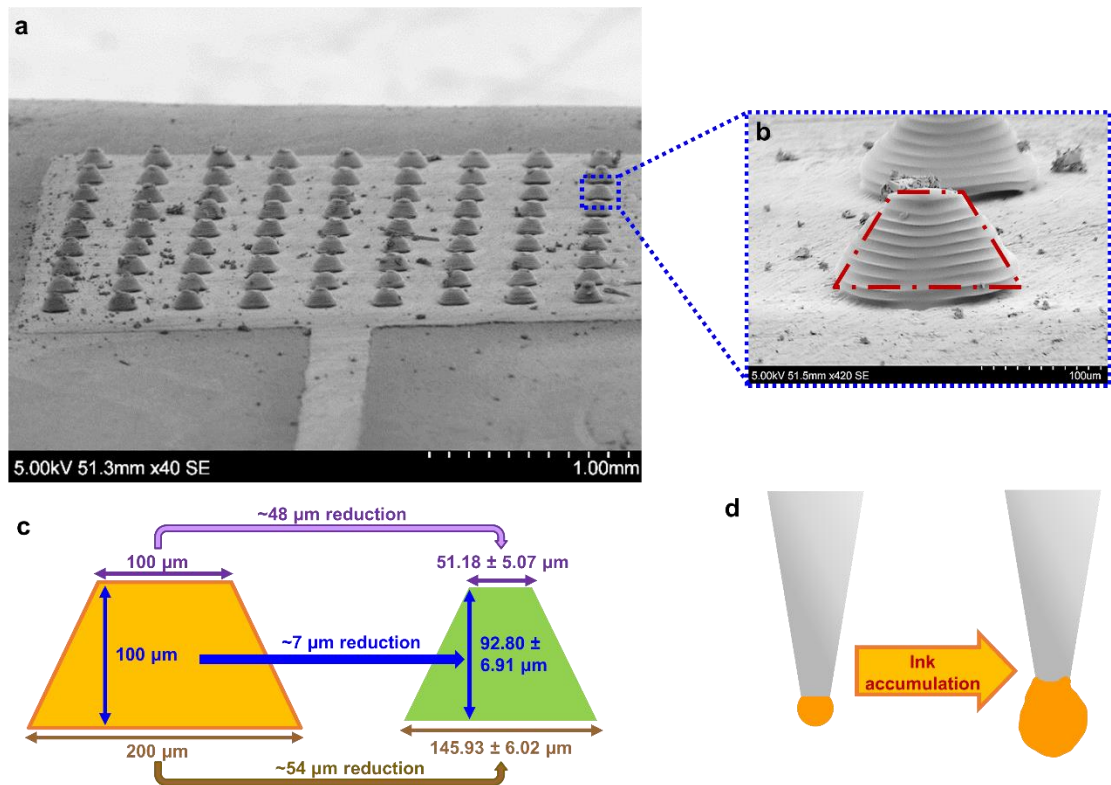 a
5.00kV 51.3mm x40 SE
1.00mm
b
5.00kV 51.5mm x420 SE
100um
c
~48 µm reduction
100 µm
51.18 ± 5.07 µm
100 µm
~7 µm reduction
92.80 ±
6.91 µm
200 µm
145.93 ± 6.02 µm
~54 µm reduction
d
Ink
accumulation